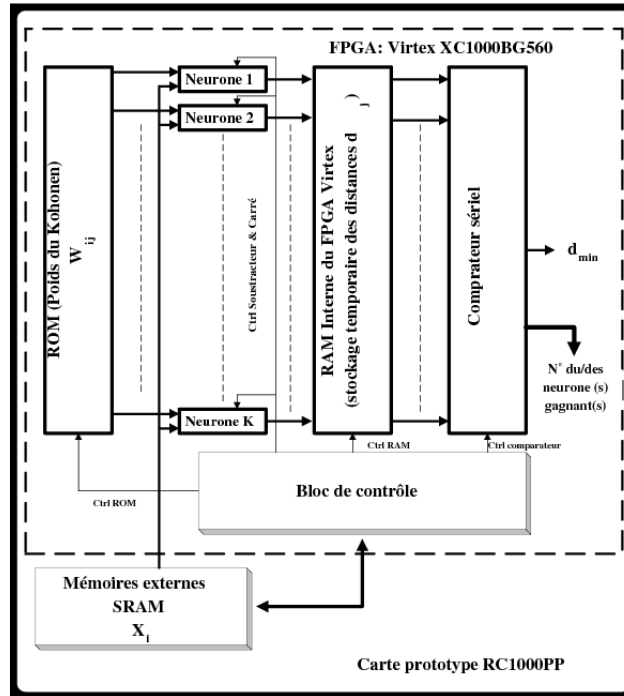 FPGA: Virtex XC1000BG560
ROM (Poids du Kohonen)
W ij
Neurone 1
Neurone 2
Neurone K
Ctrl Soustracteur & Carré
RAM Interne du FPGA Virtex
(stockage temporaire des distances d j )
Comprateur sëriel
d min
N° du/des
neurone (s)
gagnant(s)
Ctrl ROM
Ctrl RAM
Ctrl comparateur
Bloc de contrôle
Mémoires externes
SRAM
X i
Carte prototype RC1000PP